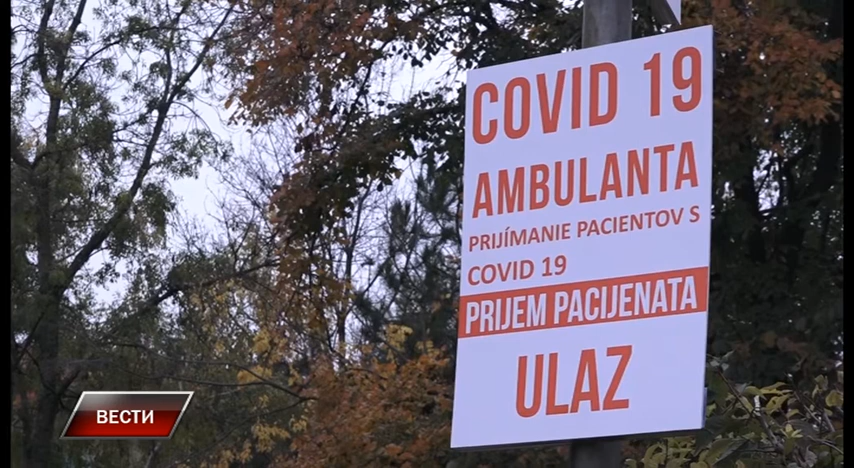 COVID 19
AMBULANTA
PRIJÍMANIE PACIENTOV S
COVID 19
PRIJEM PACIJENATA
ULAZ
ВЕСТИ